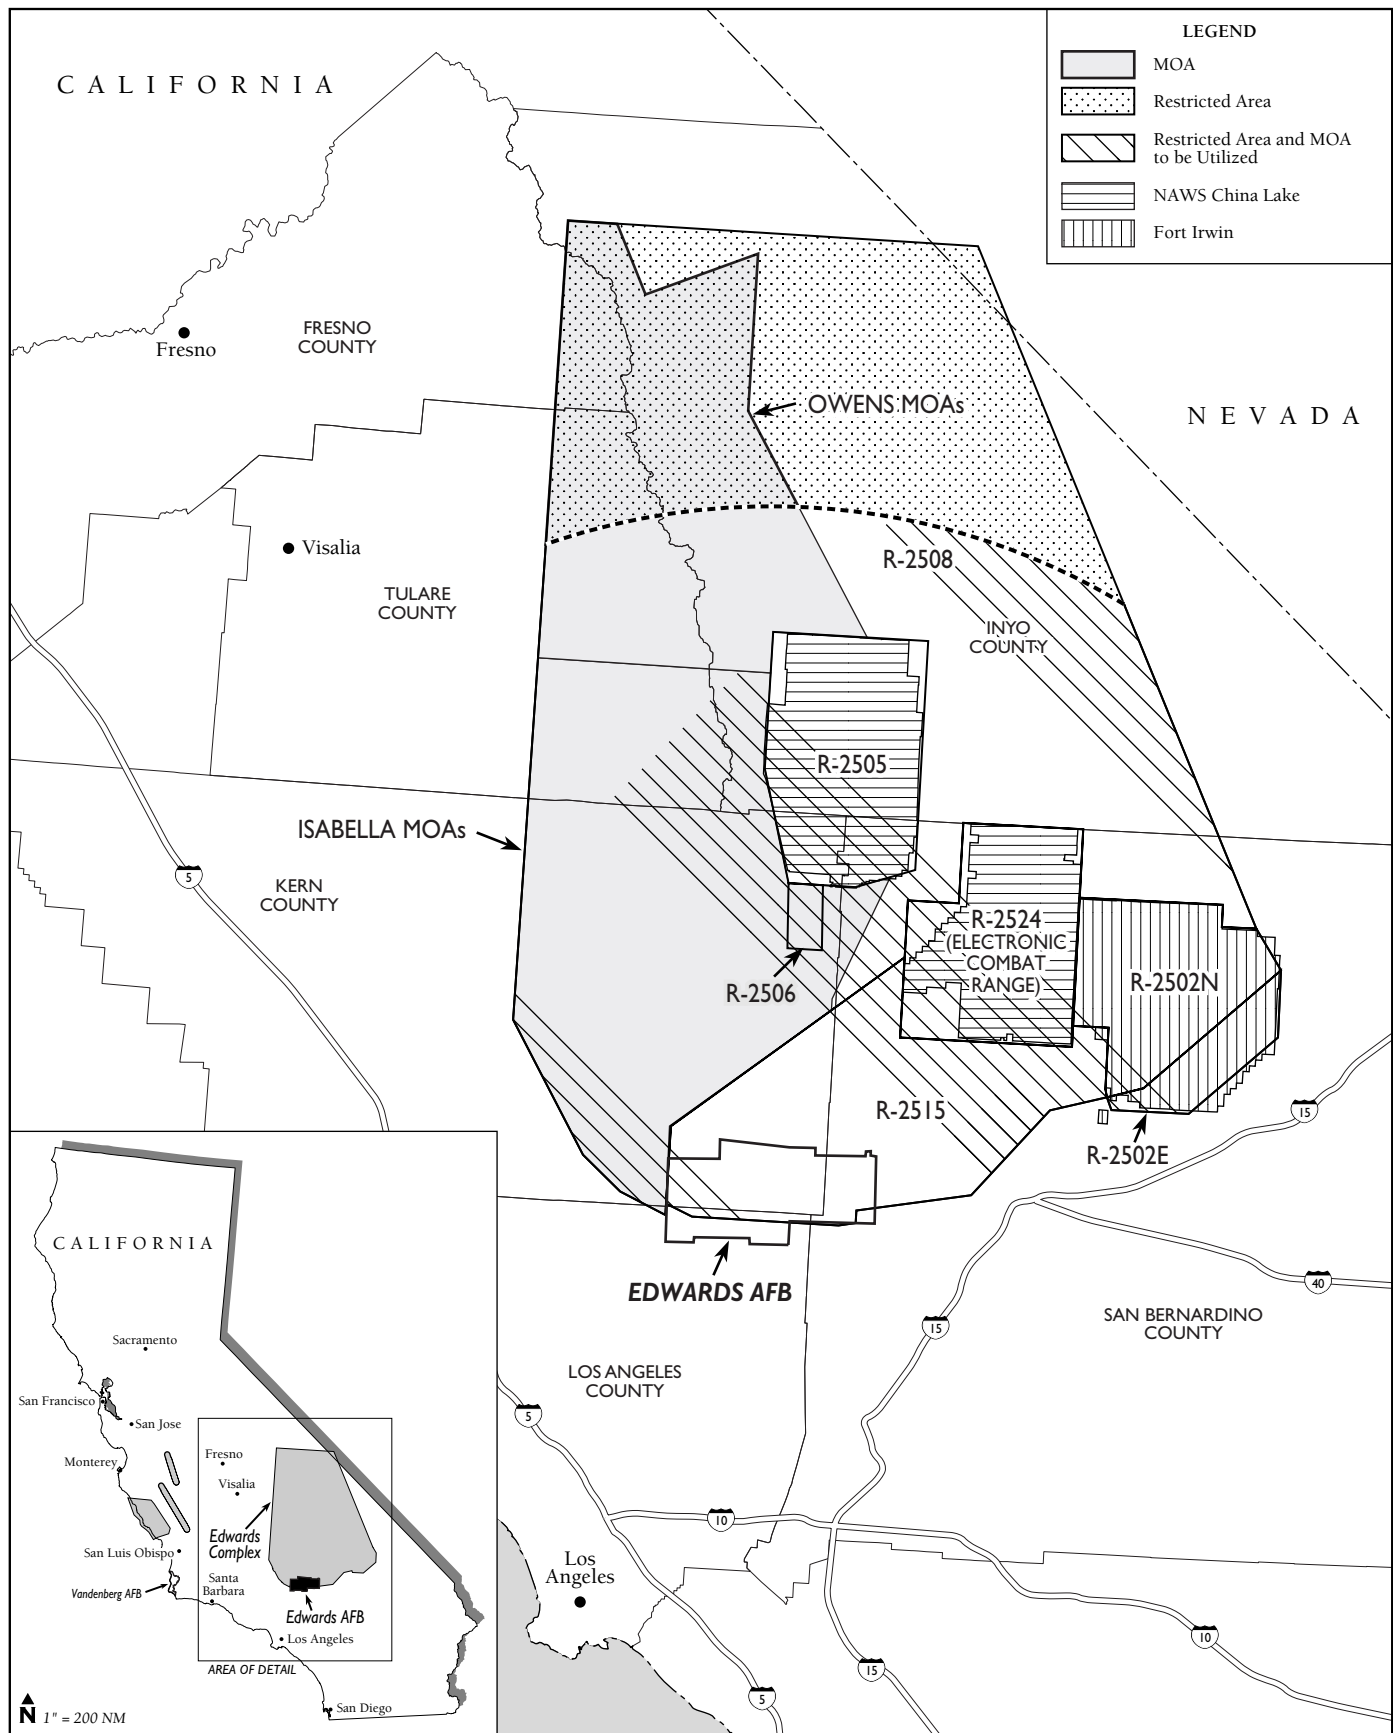 CALIFORNIA
LEGEND
MOA
Restricted Area
Restricted Area and MOA
to be Utilized
NAWS China Lake
Fort Irwin
FRESNO
COUNTY
Fresno
OWENS MOAs
NEVADA
Visalia
R-2508
TULARE
COUNTY
INYO
COUNTY
R-2505
ISABELLA MOAs
5
KERN
COUNTY
R-2524
(ELECTRONIC
COMBAT
RANGE)
R-2502N
R-2506
R-2515
15
R-2502E
EDWARDS AFB
40
15
SAN BERNARDINO
COUNTY
LOS ANGELES
COUNTY
5
10
Los
Angeles
10
15
5
CALIFORNIA
Sacramento
San Francisco
San Jose
Monterey
Fresno
Visalia
Edwards
Complex
San Luis Obispo
Vandenberg AFB
Santa
Barbara
Edwards AFB
Los Angeles
AREA OF DETAIL
San Diego
N 1" = 200 NM